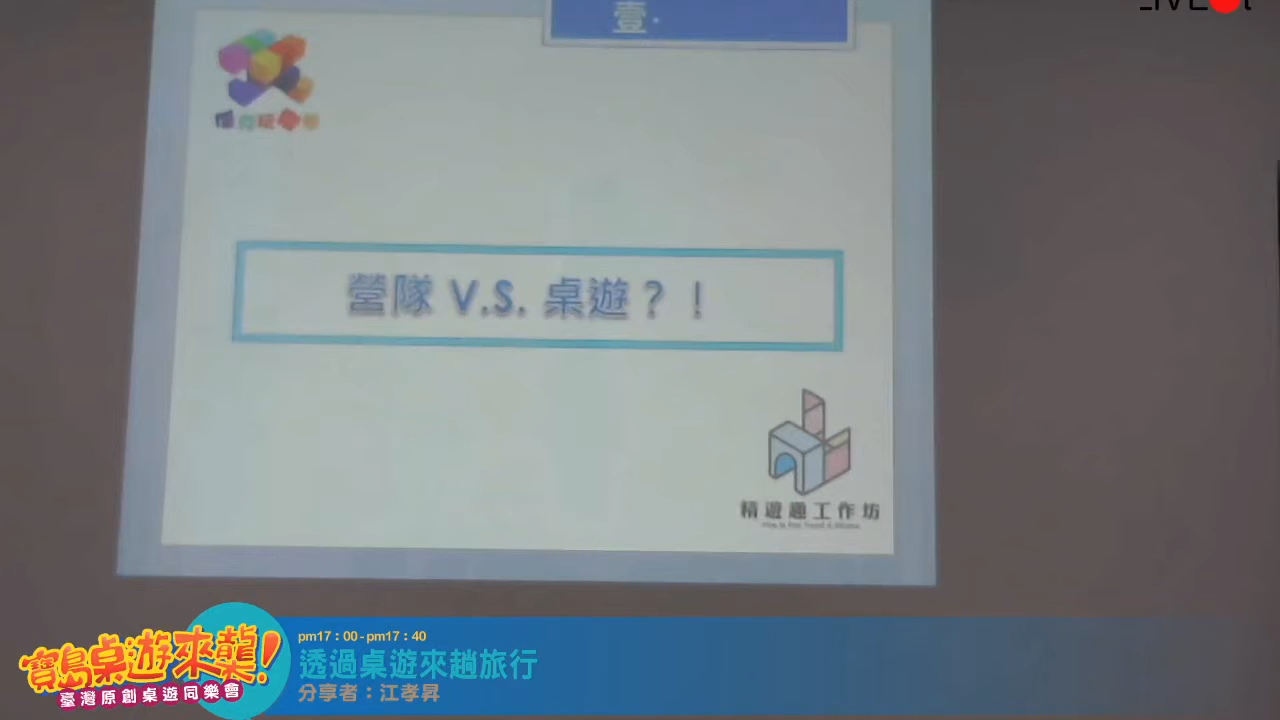 壹.
營隊 V.S. 桌遊？！
精遊趣工作坊
寶島桌遊來襲!
臺灣原創桌遊同樂會
pm17：00-pm17：40
透過桌遊來趟旅行
分享者：江孝昇